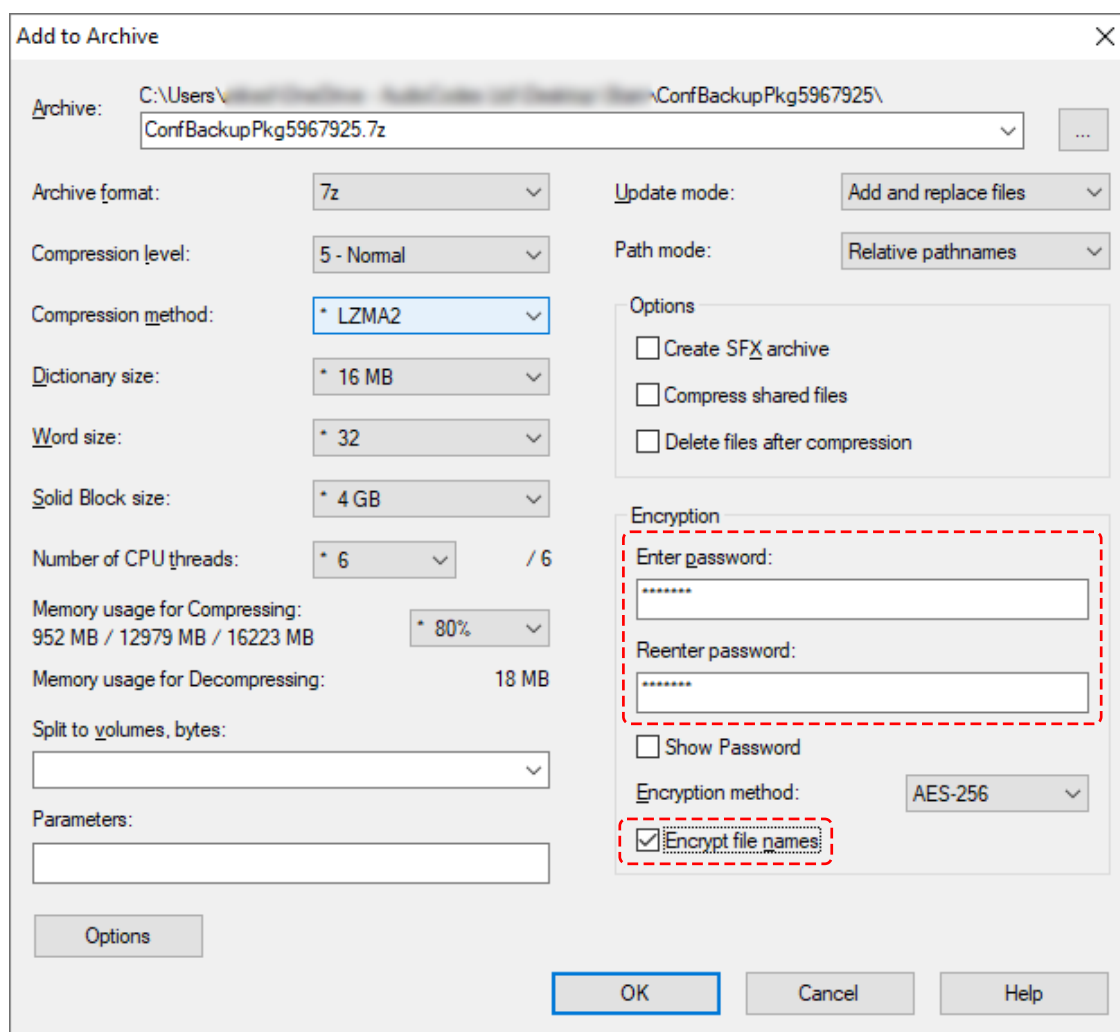 Add to Archive
Archive:
C:\Users\ \ConfBackupPkg5967925\
ConfBackupPkg5967925.7z
...
Archive format:
7z
Compression level:
5 - Normal
Compression method:
* LZMA2
Dictionary size:
* 16 MB
Word size:
* 32
Solid Block size:
* 4 GB
Number of CPU threads:
* 6
/ 6
Memory usage for Compressing:
952 MB / 12979 MB / 16223 MB
* 80%
Memory usage for Decompressing:
18 MB
Split to volumes, bytes:
Parameters:
Options
Update mode:
Add and replace files
Path mode:
Relative pathnames
Options
Create SFX archive
Compress shared files
Delete files after compression
Encryption
Enter password:
*******
Reenter password:
*******
Show Password
Encryption method:
AES-256
Encrypt file names
OK
Cancel
Help